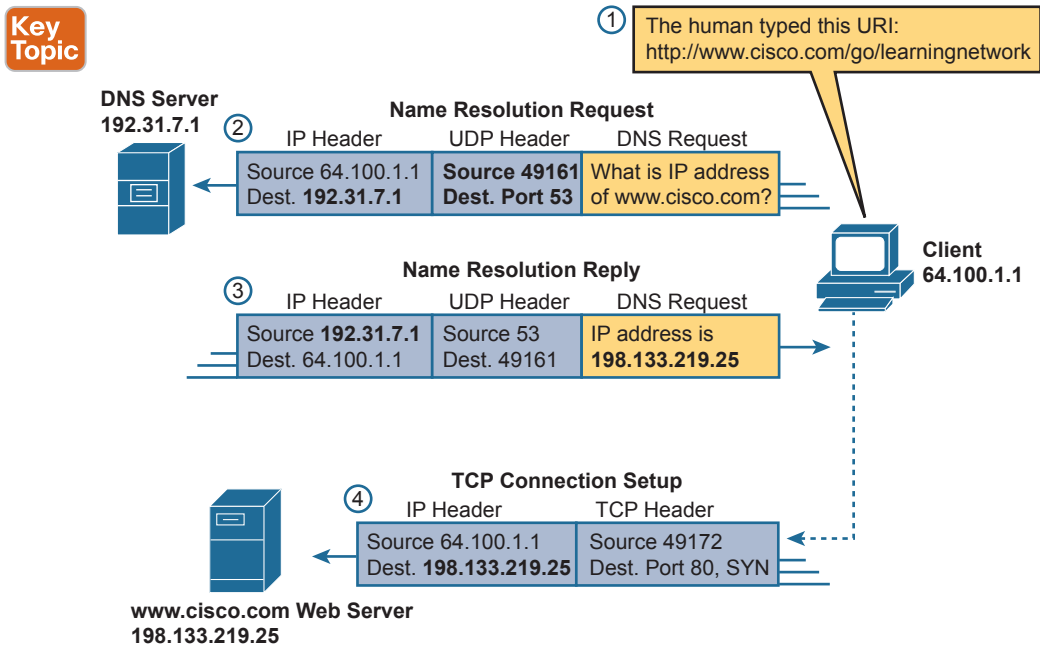 Key
Topic
1
The human typed this URI:
http://www.cisco.com/go/learningnetwork
DNS Server
192.31.7.1
Name Resolution Request
2
IP Header UDP Header DNS Request
Source 64.100.1.1 Source 49161 What is IP address
Dest. 192.31.7.1 Dest. Port 53 of www.cisco.com?
Client
64.100.1.1
Name Resolution Reply
3
IP Header UDP Header DNS Request
Source 192.31.7.1 Source 53 IP address is
Dest. 64.100.1.1 Dest. 49161 198.133.219.25
TCP Connection Setup
4
IP Header TCP Header
Source 64.100.1.1 Source 49172
Dest. 198.133.219.25 Dest. Port 80, SYN
www.cisco.com Web Server
198.133.219.25